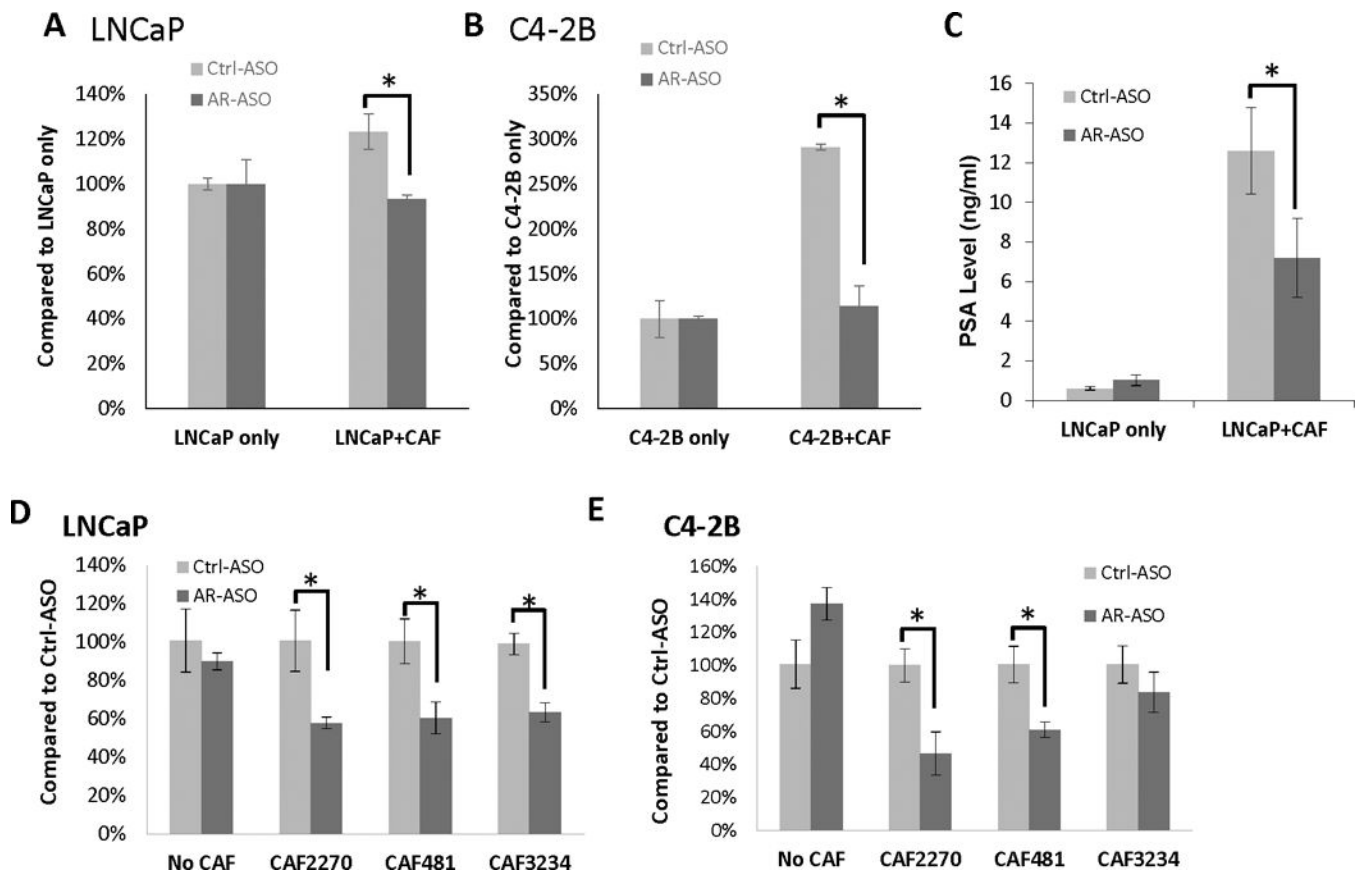 A LNCaP
Ctrl-ASO
AR-ASO
*
140%
120%
100%
80%
60%
40%
20%
0%
Compared to LNCaP only
LNCaP only
LNCaP+CAF
B C4-2B
Ctrl-ASO
AR-ASO
*
350%
300%
250%
200%
150%
100%
50%
0%
Compared to C4-2B only
C4-2B only
C4-2B+CAF
C
Ctrl-ASO
AR-ASO
*
16
14
12
10
8
6
4
2
0
PSA Level (ng/ml)
LNCaP only
LNCaP+CAF
D LNCaP
Ctrl-ASO
AR-ASO
*
*
*
140%
120%
100%
80%
60%
40%
20%
0%
Compared to Ctrl-ASO
No CAF
CAF2270
CAF481
CAF3234
E C4-2B
Ctrl-ASO
AR-ASO
*
*
160%
140%
120%
100%
80%
60%
40%
20%
0%
Compared to Ctrl-ASO
No CAF
CAF2270
CAF481
CAF3234